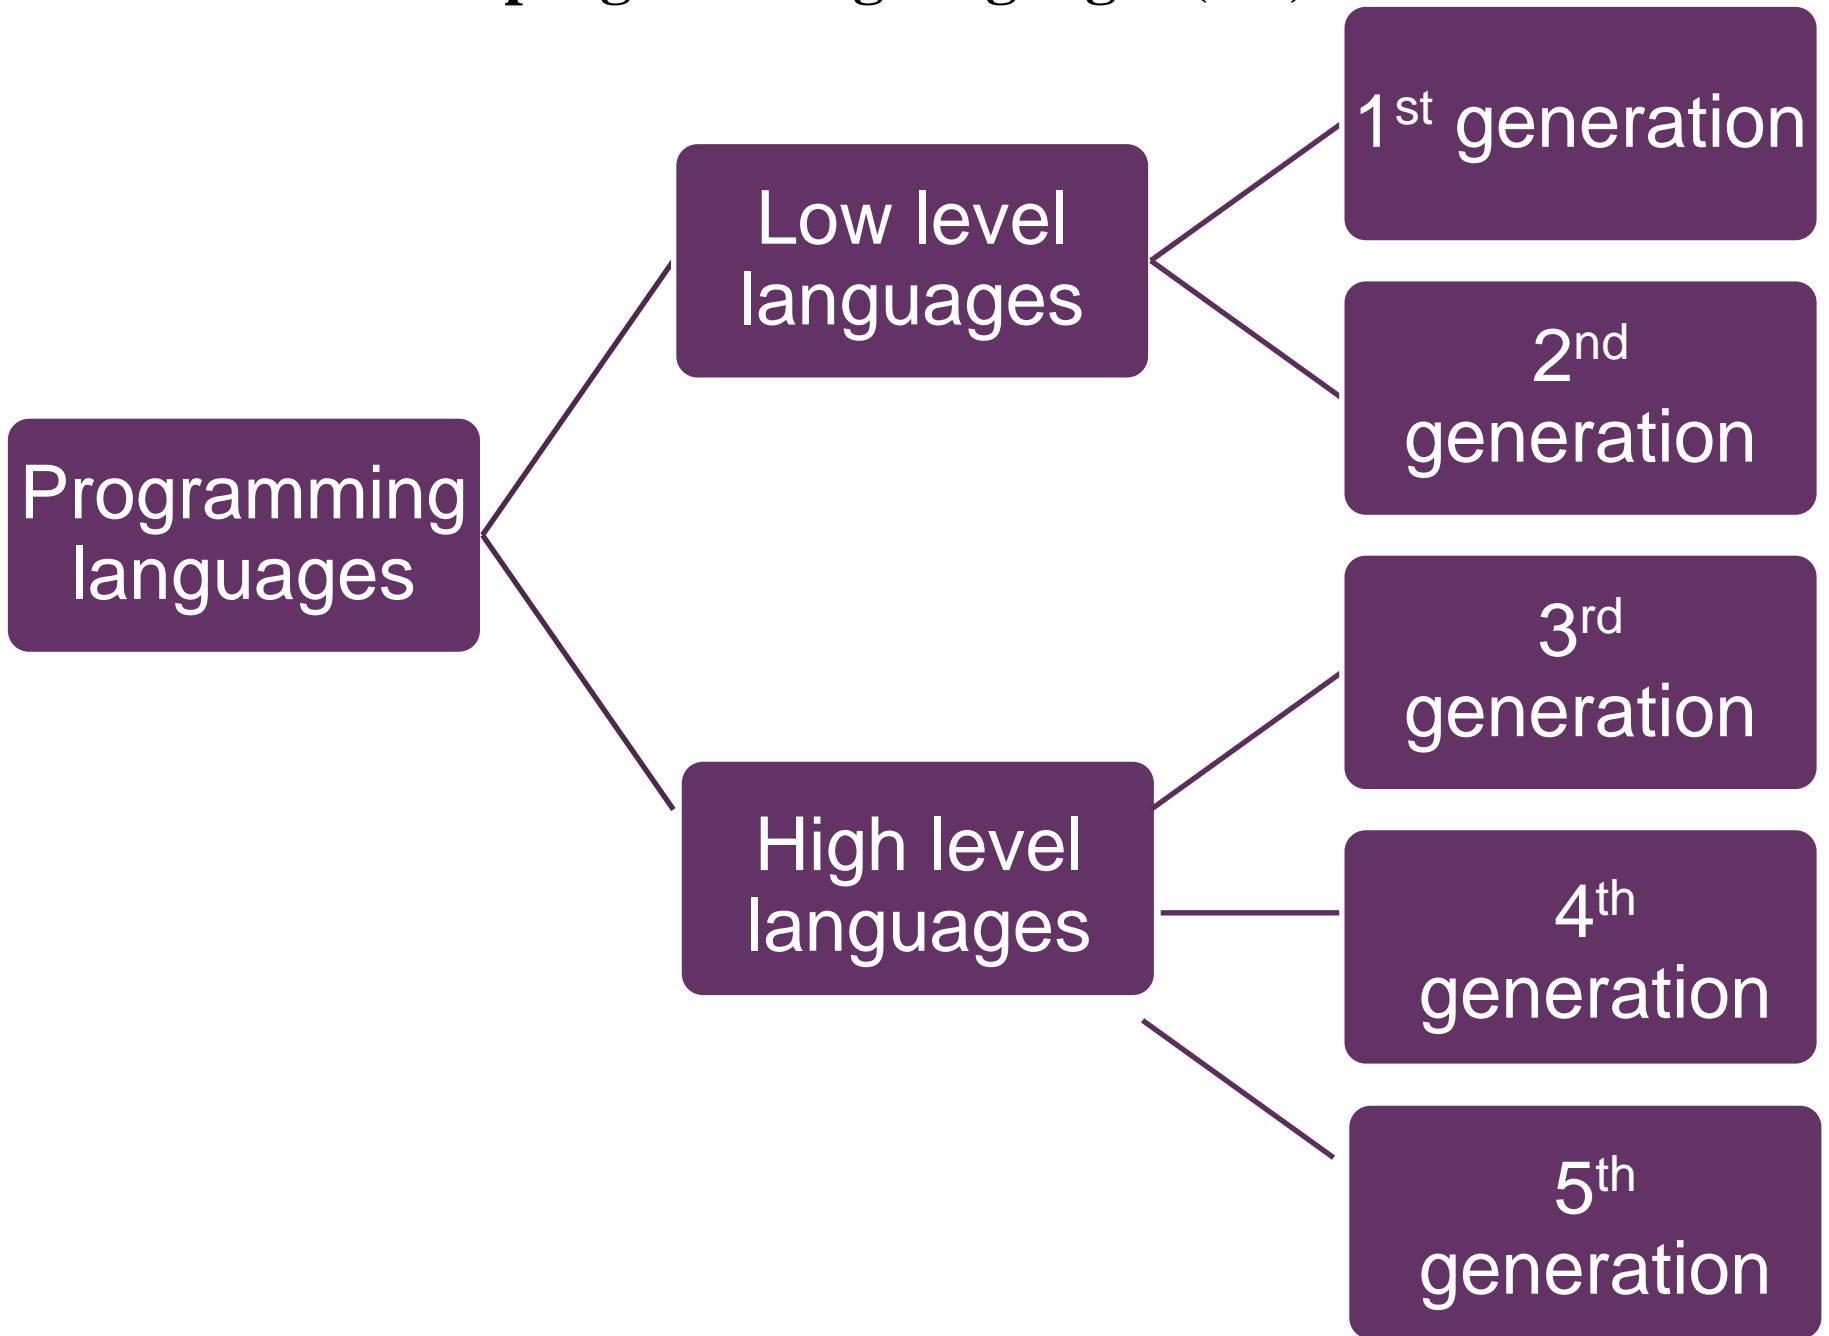 Programming
languages
Low level
languages
High level
languages
1st generation
2nd
generation
3rd
generation
4th
generation
5th
generation